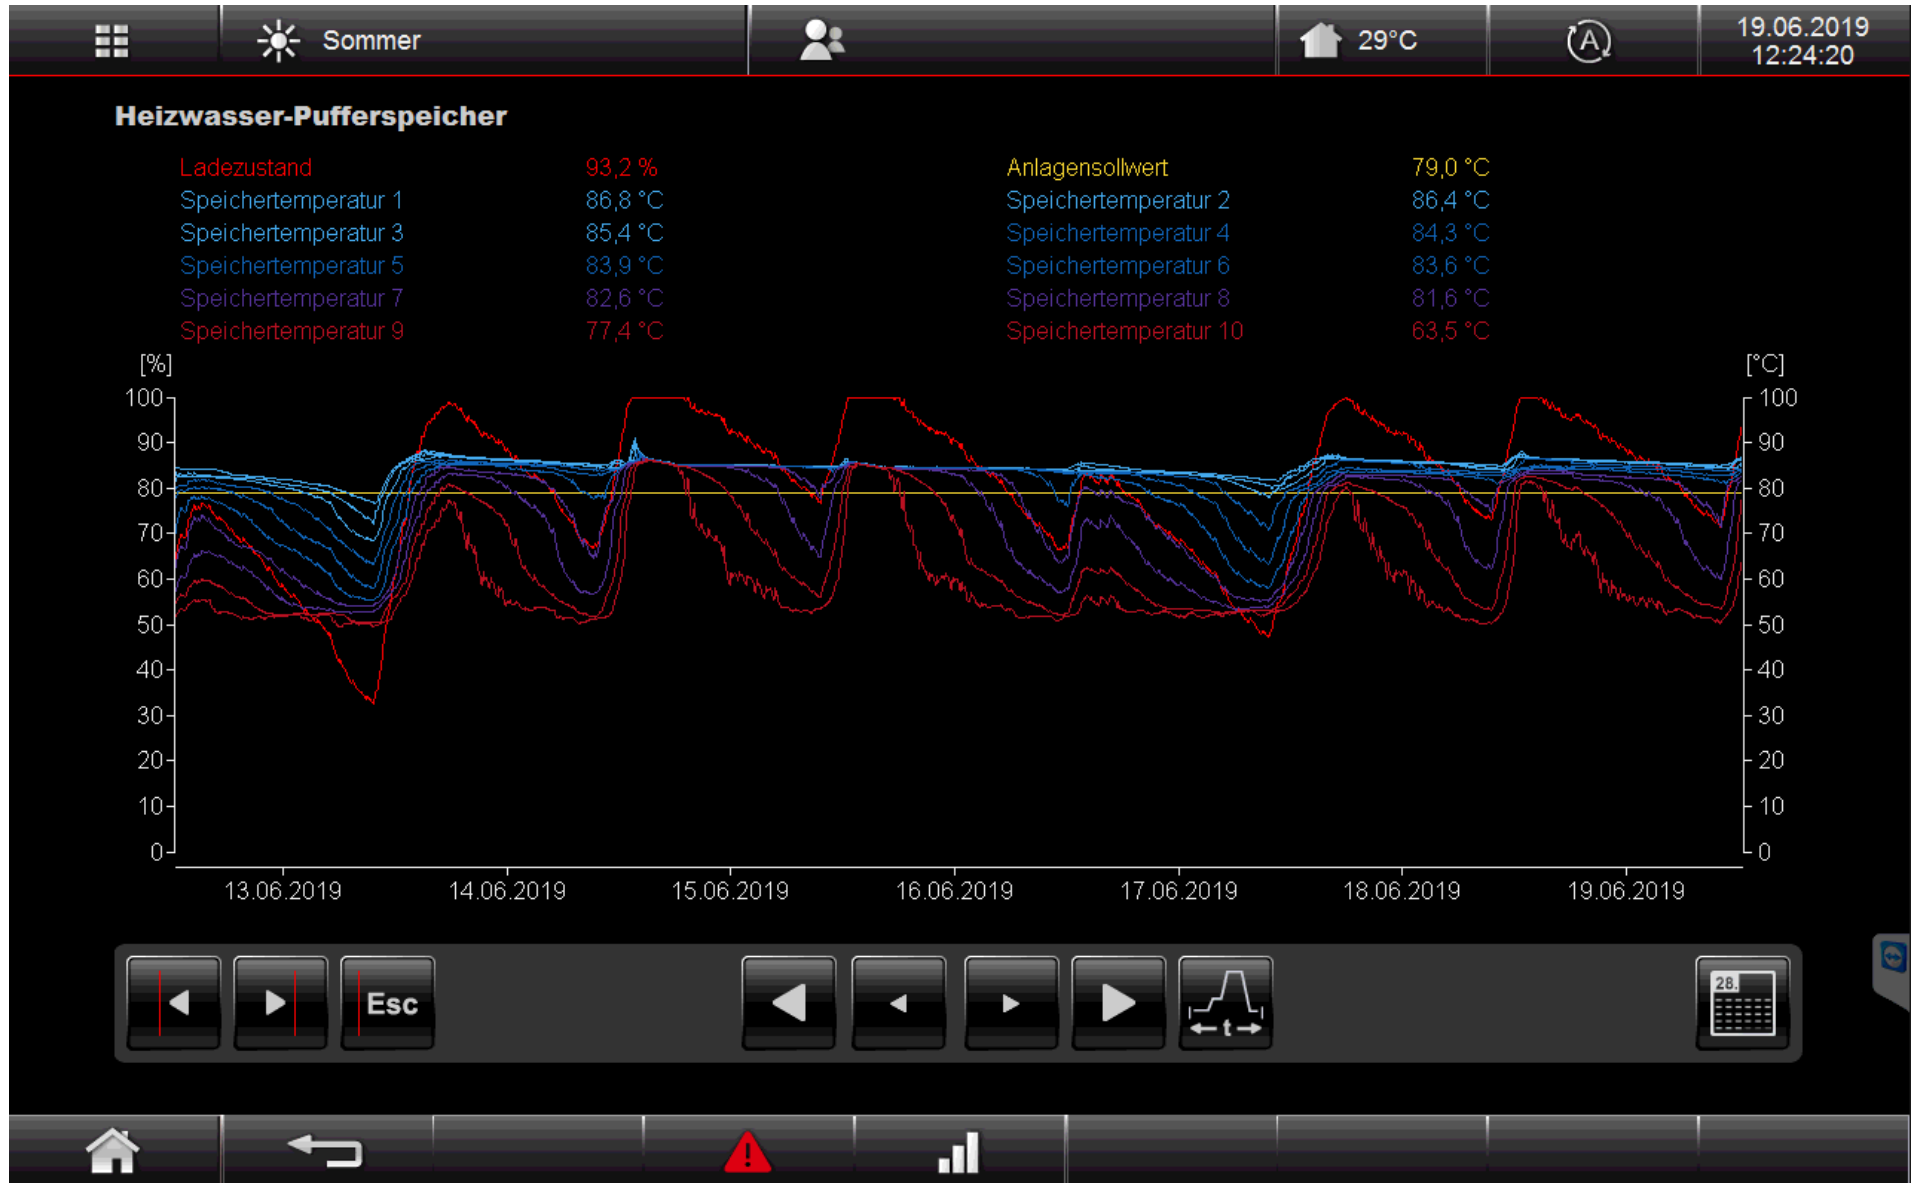 Sommer
29°C
A
19.06.2019
12:24:20
Heizwasser-Pufferspeicher
Ladezustand 93,2 % Anlagensollwert 79,0 °C
Speichertemperatur 1 86,8 °C Speichertemperatur 2 86,4 °C
Speichertemperatur 3 85,4 °C Speichertemperatur 4 84,3 °C
Speichertemperatur 5 83,9 °C Speichertemperatur 6 83,6 °C
Speichertemperatur 7 82,6 °C Speichertemperatur 8 81,6 °C
Speichertemperatur 9 77,4 °C Speichertemperatur 10 63,5 °C
[%] [°C]
100 100
90 90
80 80
70 70
60 60
50 50
40 40
30 30
20 20
10 10
0 0
13.06.2019 14.06.2019 15.06.2019 16.06.2019 17.06.2019 18.06.2019 19.06.2019
Esc
t
28.